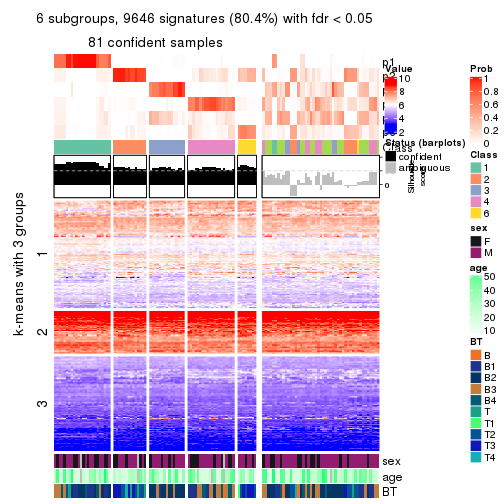 6 subgroups, 9646 signatures (80.4%) with fdr < 0.05
81 confident samples
p1
Value
10
8
6
4
2
Prob
1
0.8
0.6
0.4
0.2
0
Class
Status (barplots)
confident
ambiguous
0
Silhouette
score
Class
1
2
3
4
6
sex
F
M
age
50
40
30
20
10
BT
B
B1
B2
B3
B4
T
T1
T2
T3
T4
k-means with 3 groups
1
2
3
sex
age
BT